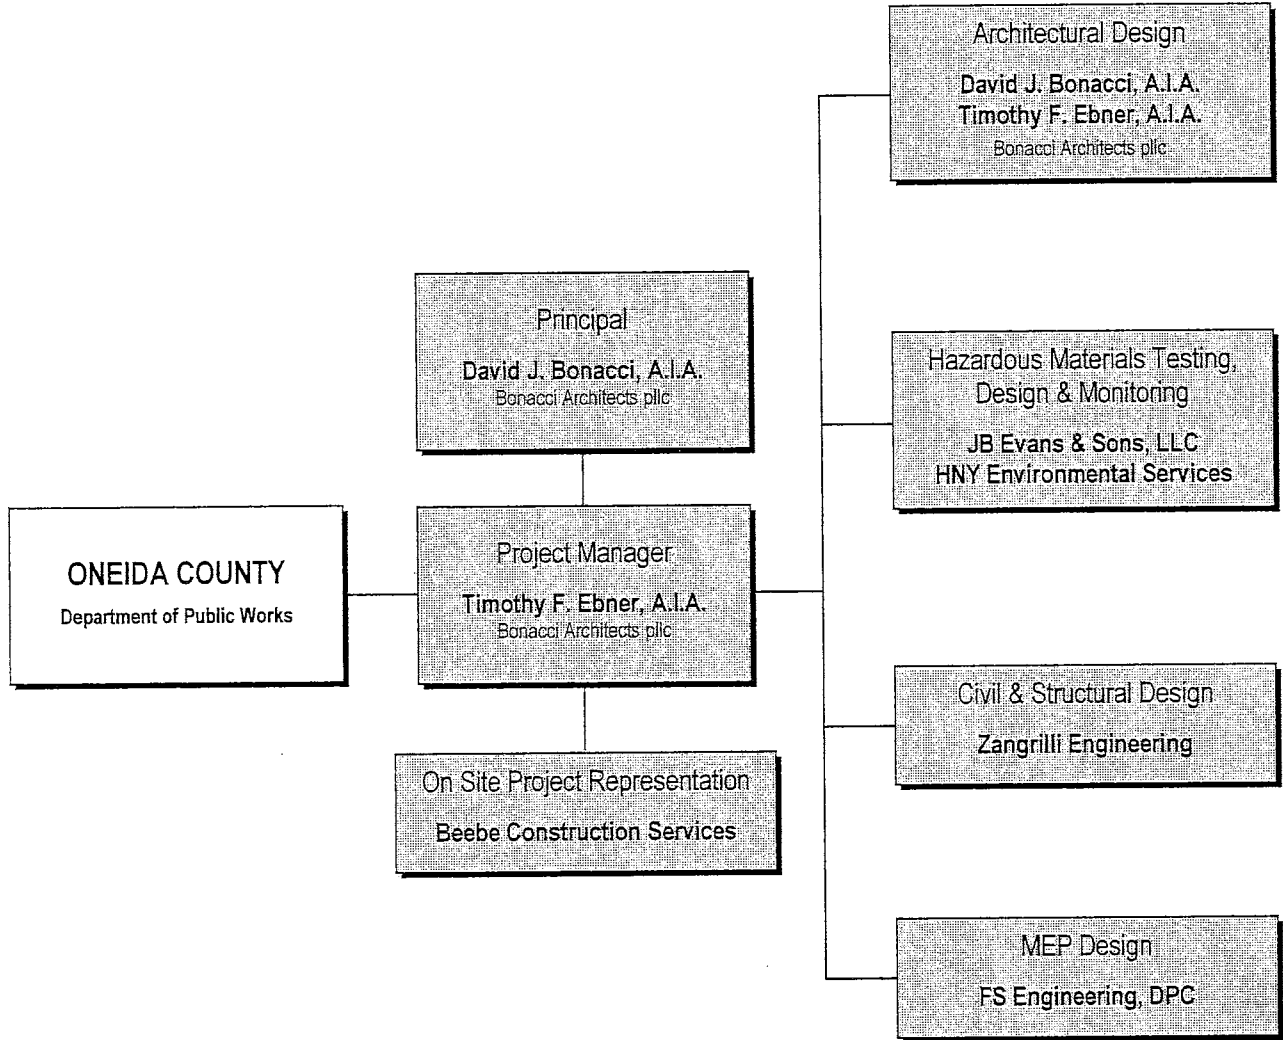 Architectural Design
David J. Bonacci, A.I.A.
Timothy F. Ebner, A.I.A.
Bonacci Architects pllc
Principal
David J. Bonacci, A.I.A.
Bonacci Architects pllc
Hazardous Materials Testing,
Design & Monitoring
JB Evans & Sons, LLC
HNY Environmental Services
ONEIDA COUNTY
Department of Public Works
Project Manager
Timothy F. Ebner, A.I.A.
Bonacci Architects pllc
Civil & Structural Design
Zangrilli Engineering
On Site Project Representation
Beebe Construction Services
MEP Design
FS Engineering, DPC